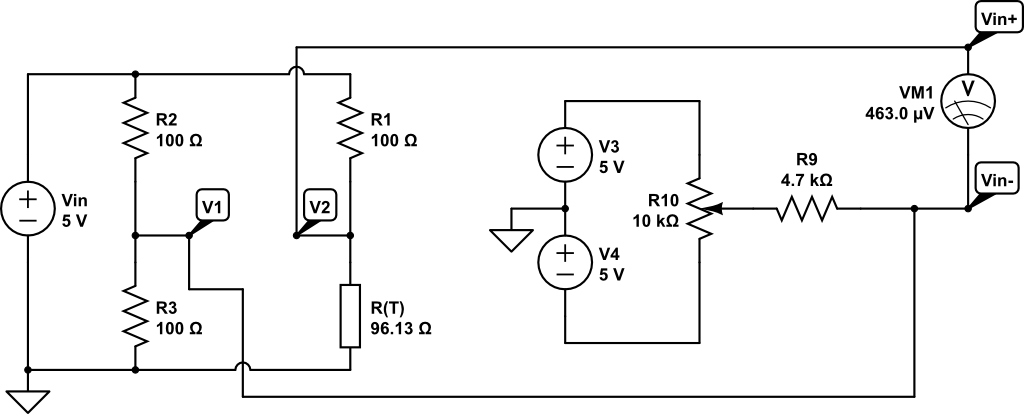 Vin+
VM1
V
463.0 µV
R2
100 Ω
R1
100 Ω
V3
5 V
R9
4.7 kΩ
Vin-
Vin
5 V
V1
V2
R10
10 kΩ
V4
5 V
R3
100 Ω
R(T)
96.13 Ω